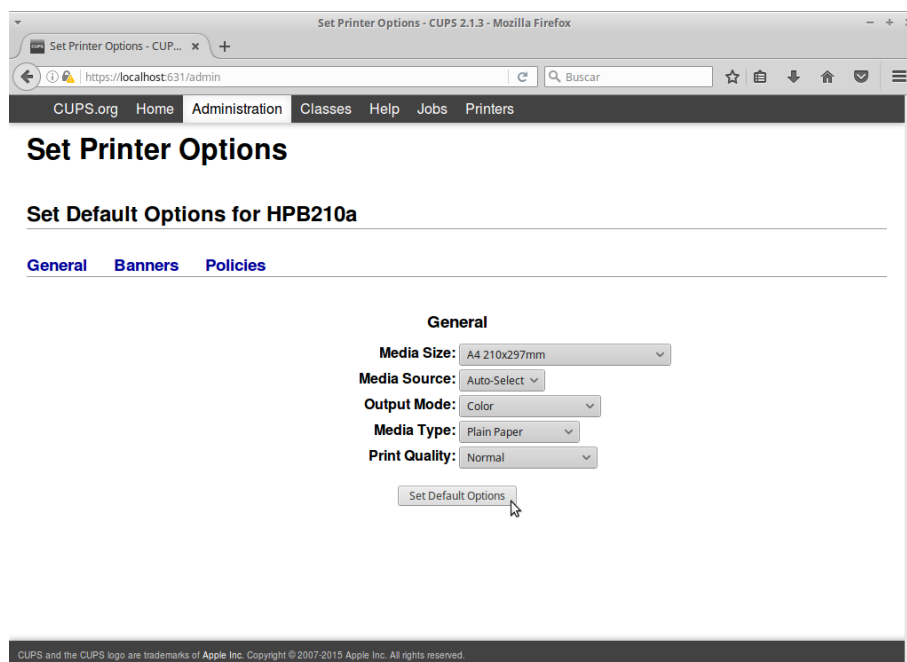 Set Printer Options - CUPS 2.1.3 - Mozilla Firefox
CUPS Set Printer Options - CUP... × +
https://localhost:631/admin Buscar
CUPS.org Home Administration Classes Help Jobs Printers
Set Printer Options
Set Default Options for HPB210a
General Banners Policies
General
Media Size: A4 210x297mm
Media Source: Auto-Select
Output Mode: Color
Media Type: Plain Paper
Print Quality: Normal
Set Default Options
CUPS and the CUPS logo are trademarks of Apple Inc. Copyright © 2007-2015 Apple Inc. All rights reserved.